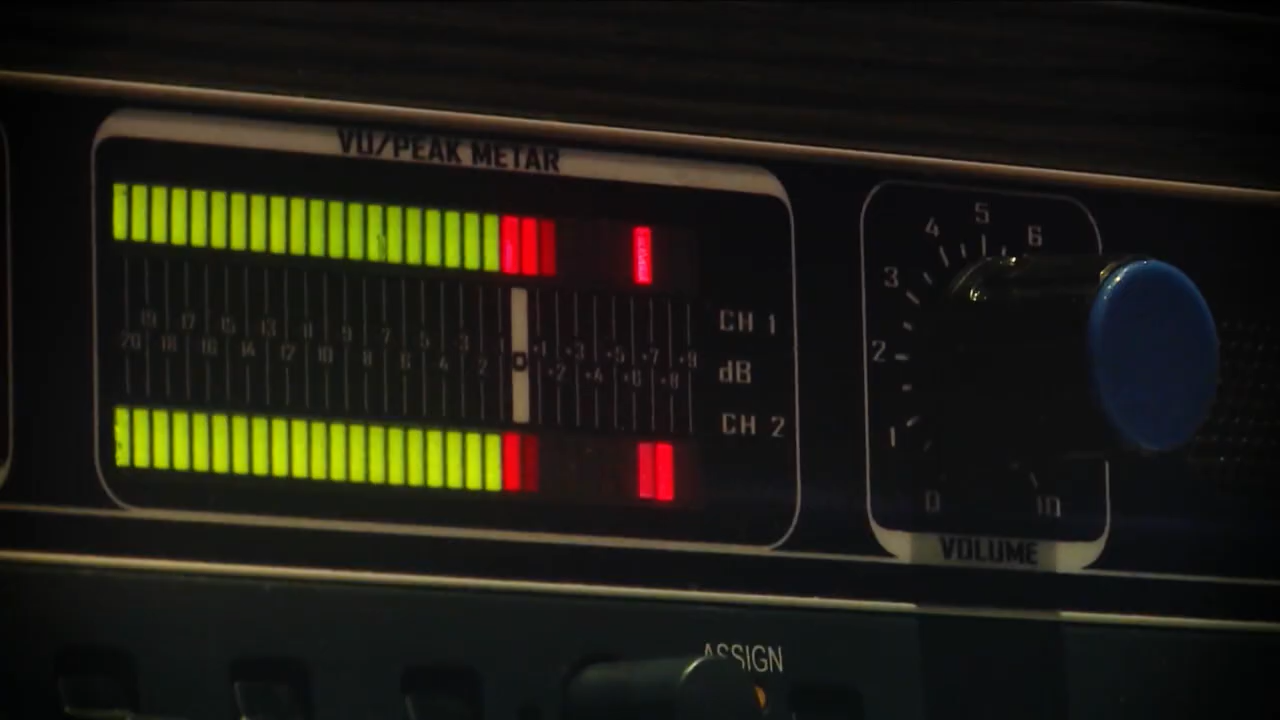 VU/PEAK METAR
19 17 15 13 11 9 7 5 3 1 +1 +3 +5 +7 +9
20 18 16 14 12 10 8 6 4 2 0 +2 +4 +6 +8
CH 1
dB
CH 2
0 1 2 3 4 5 6 10
VOLUME
ASSIGN